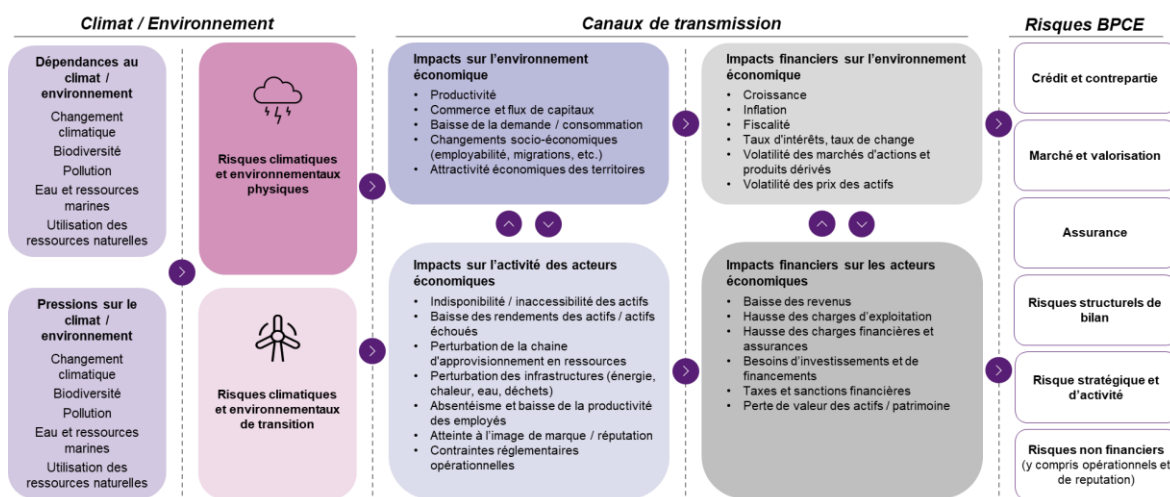 Climat / Environnement
Canaux de transmission
Risques BPCE
Dépendances au
climat /
environnement
Changement
climatique
Biodiversité
Pollution
Eau et ressources
marines
Utilisation des
ressources naturelles
Pressions sur le
climat /
environnement
Changement
climatique
Biodiversité
Pollution
Eau et ressources
marines
Utilisation des
ressources naturelles
Risques climatiques
et environnementaux
physiques
Risques climatiques
et environnementaux
de transition
Impacts sur l'environnement
économique
• Productivité
• Commerce et flux de capitaux
• Baisse de la demande / consommation
• Changements socio-économiques
(employabilité, migrations, etc.)
• Attractivité économiques des territoires
Impacts sur l'activité des acteurs
économiques
• Indisponibilité / inaccessibilité des actifs
• Baisse des rendements des actifs / actifs
échoués
• Perturbation de la chaine
d'approvisionnement en ressources
• Perturbation des infrastructures (énergie,
chaleur, eau, déchets)
• Absentéisme et baisse de la productivité
des employés
• Atteinte à l'image de marque / réputation
• Contraintes réglementaires
opérationnelles
Impacts financiers sur l'environnement
économique
• Croissance
• Inflation
• Fiscalité
• Taux d'intérêts, taux de change
• Volatilité des marchés d'actions et
produits dérivés
• Volatilité des prix des actifs
Impacts financiers sur les acteurs
économiques
• Baisse des revenus
• Hausse des charges d'exploitation
• Hausse des charges financières et
assurances
• Besoins d'investissements et de
financements
• Taxes et sanctions financières
• Perte de valeur des actifs / patrimoine
Crédit et contrepartie
Marché et valorisation
Assurance
Risques structurels de
bilan
Risque stratégique et
d'activité
Risques non financiers
(y compris opérationnels et
de reputation)